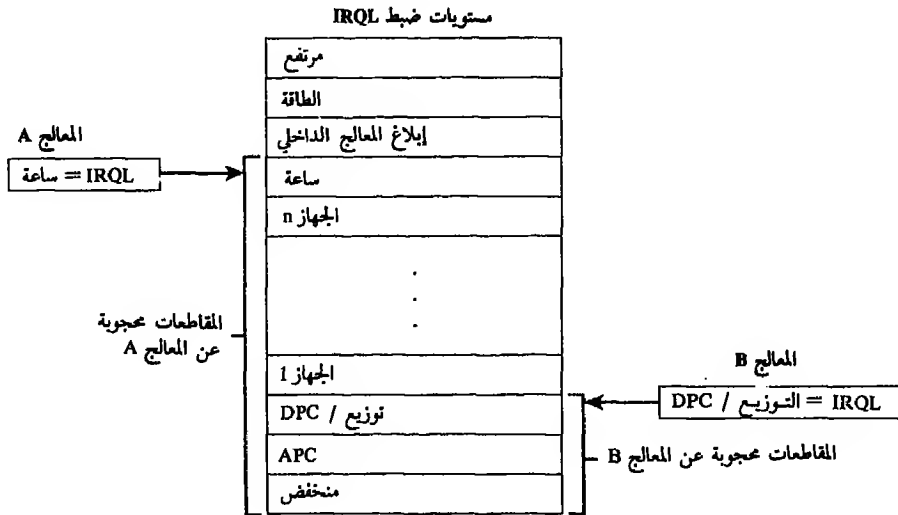 مستويات ضبط IRQL
مرتفع
الطاقة
إبلاغ المعالج الداخلي
المعالج A
IRQL = ساعة
ساعة
الجهاز n
.
.
.
المقاطعات محجوبة
عن المعالج A
الجهاز 1
المعالج B
توزيع / DPC
IRQL = التوزيع / DPC
APC
المقاطعات محجوبة عن المعالج B
منخفض